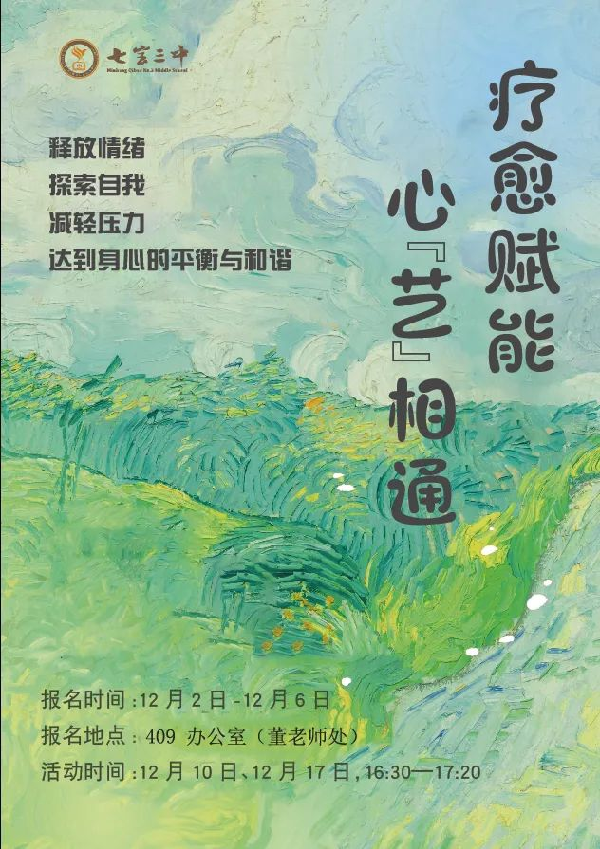 七宝三中
疗愈赋能
心『艺』相通
释放情绪
探索自我
减轻压力
达到身心的平衡与和谐
报名时间:12月2日-12月6日
报名地点:409 办公室（董老师处）
活动时间:12月10日、12月17日,16:30—17:20